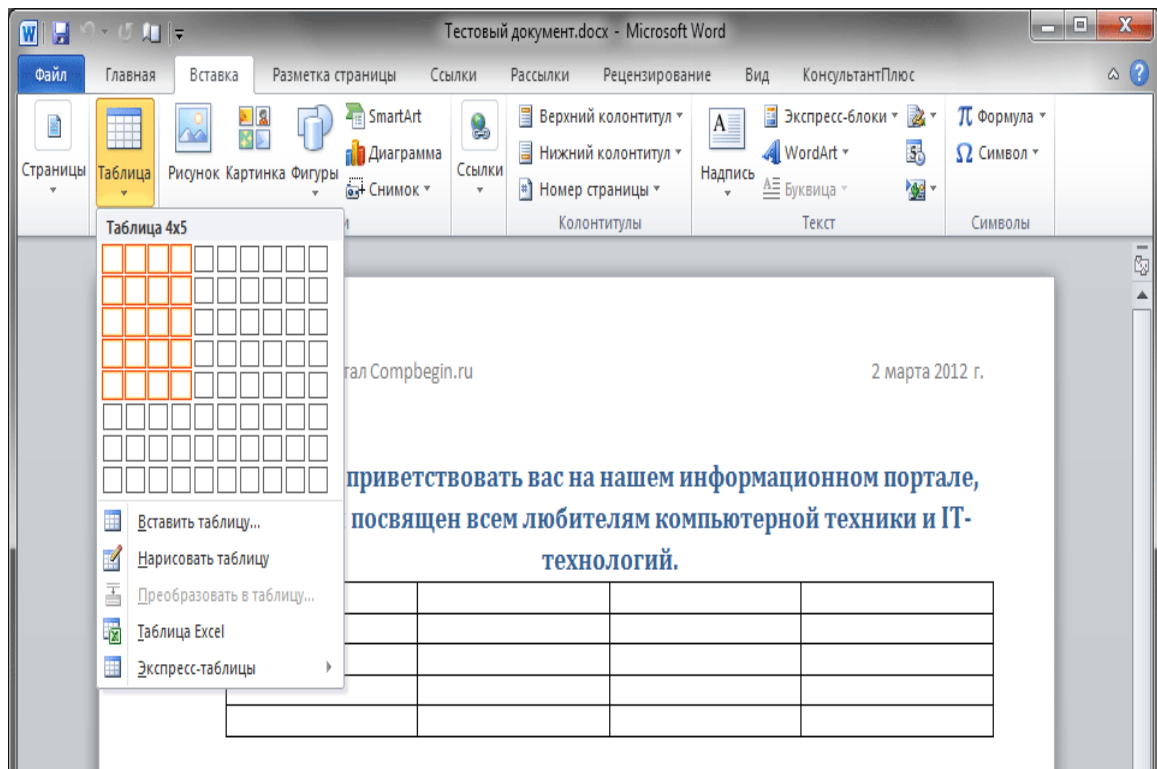 Тестовый документ.docx - Microsoft Word
Файл Главная Вставка Разметка страницы Ссылки Рассылки Рецензирование Вид КонсультантПлюс
Страницы
Таблица
Рисунок
Картинка
Фигуры
SmartArt
Диаграмма
Снимок
Ссылки
Верхний колонтитул
Нижний колонтитул
Номер страницы
Колонтитулы
Надпись
Экспресс-блоки
WordArt
Буквица
Текст
Формула
Символ
Символы
Таблица 4x5
Вставить таблицу...
Нарисовать таблицу
Преобразовать в таблицу...
Таблица Excel
Экспресс-таблицы
Compbegin.ru 2 марта 2012 г.
приветствовать вас на нашем информационном портале,
посвящен всем любителям компьютерной техники и IT-
технологий.